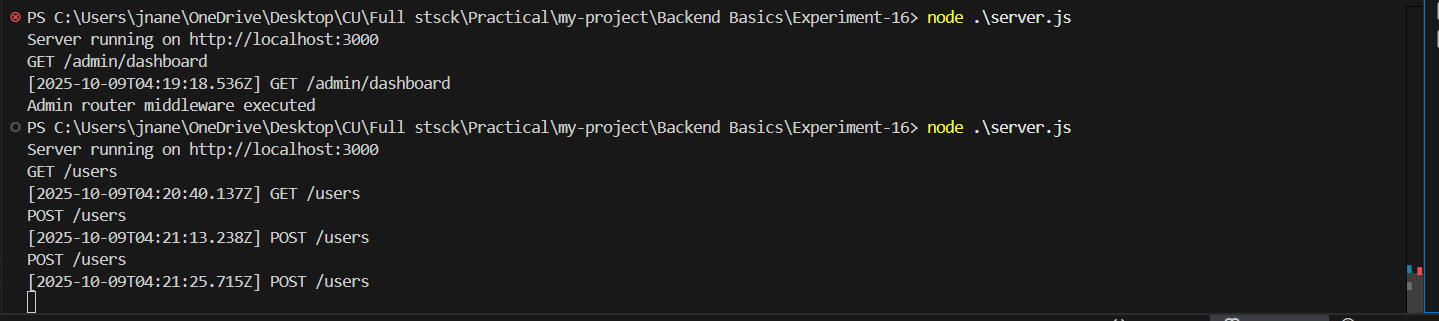 PS C:\Users\jnane\OneDrive\Desktop\CU\Full stsck\Practical\my-project\Backend Basics\Experiment-16> node .\server.js
Server running on http://localhost:3000
GET /admin/dashboard
[2025-10-09T04:19:18.536Z] GET /admin/dashboard
Admin router middleware executed
PS C:\Users\jnane\OneDrive\Desktop\CU\Full stsck\Practical\my-project\Backend Basics\Experiment-16> node .\server.js
Server running on http://localhost:3000
GET /users
[2025-10-09T04:20:40.137Z] GET /users
POST /users
[2025-10-09T04:21:13.238Z] POST /users
POST /users
[2025-10-09T04:21:25.715Z] POST /users